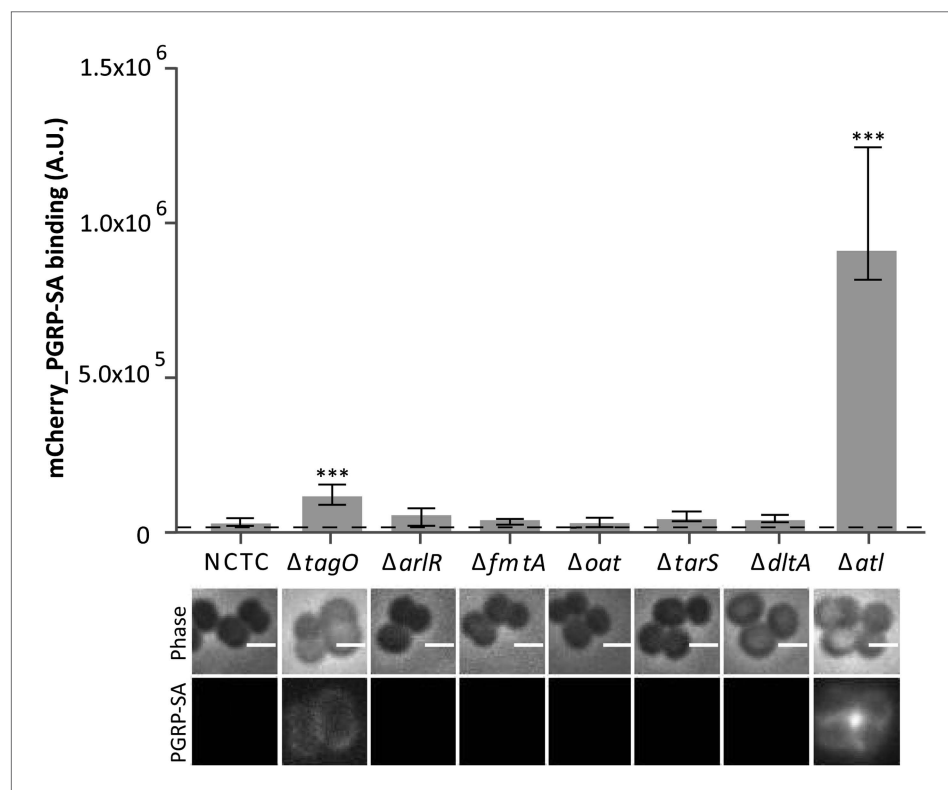 mCherry_PGRP-SA binding (A.U.)
1.5x10 6
1.0x10 6
5.0x10 5
0
***
***
NCTC ΔtagO ΔarlR ΔfmtA Δoat ΔtarS ΔdltA Δatl
Phase
PGRP-SA